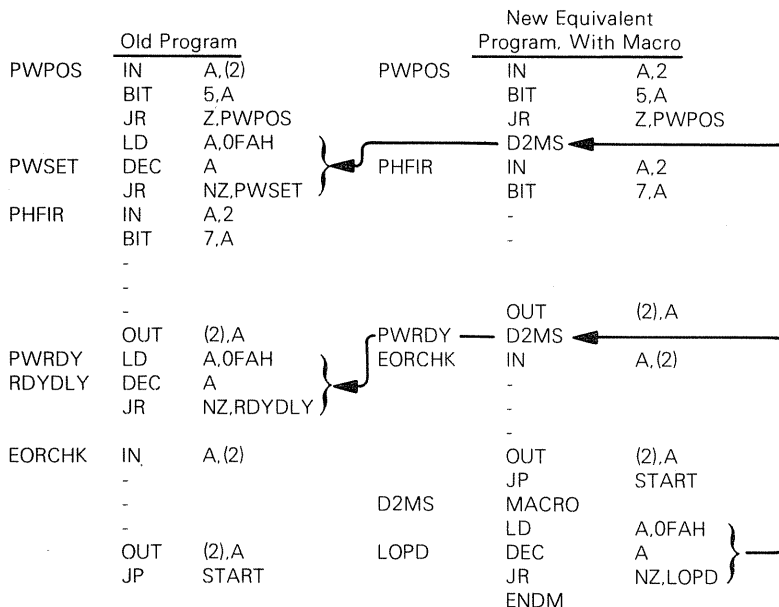 Old Program
New Equivalent
Program, With Macro
PWPOS IN A,(2) PWPOS IN A,2
BIT 5,A BIT 5,A
JR Z,PWPOS JR Z,PWPOS
LD A,0FAH D2MS
PWSET DEC A PHFIR IN A,2
JR NZ,PWSET BIT 7,A
PHFIR IN A,2 -
BIT 7,A -
-
-
- OUT (2),A
OUT (2),A PWRDY D2MS
PWRDY LD A,0FAH EORCHK IN A,(2)
RDYDLY DEC A -
JR NZ,RDYDLY -
-
EORCHK IN A,(2) OUT (2),A
- JP START
- D2MS MACRO
- LD A,0FAH
OUT (2),A LOPD DEC A
JP START JR NZ,LOPD
ENDM